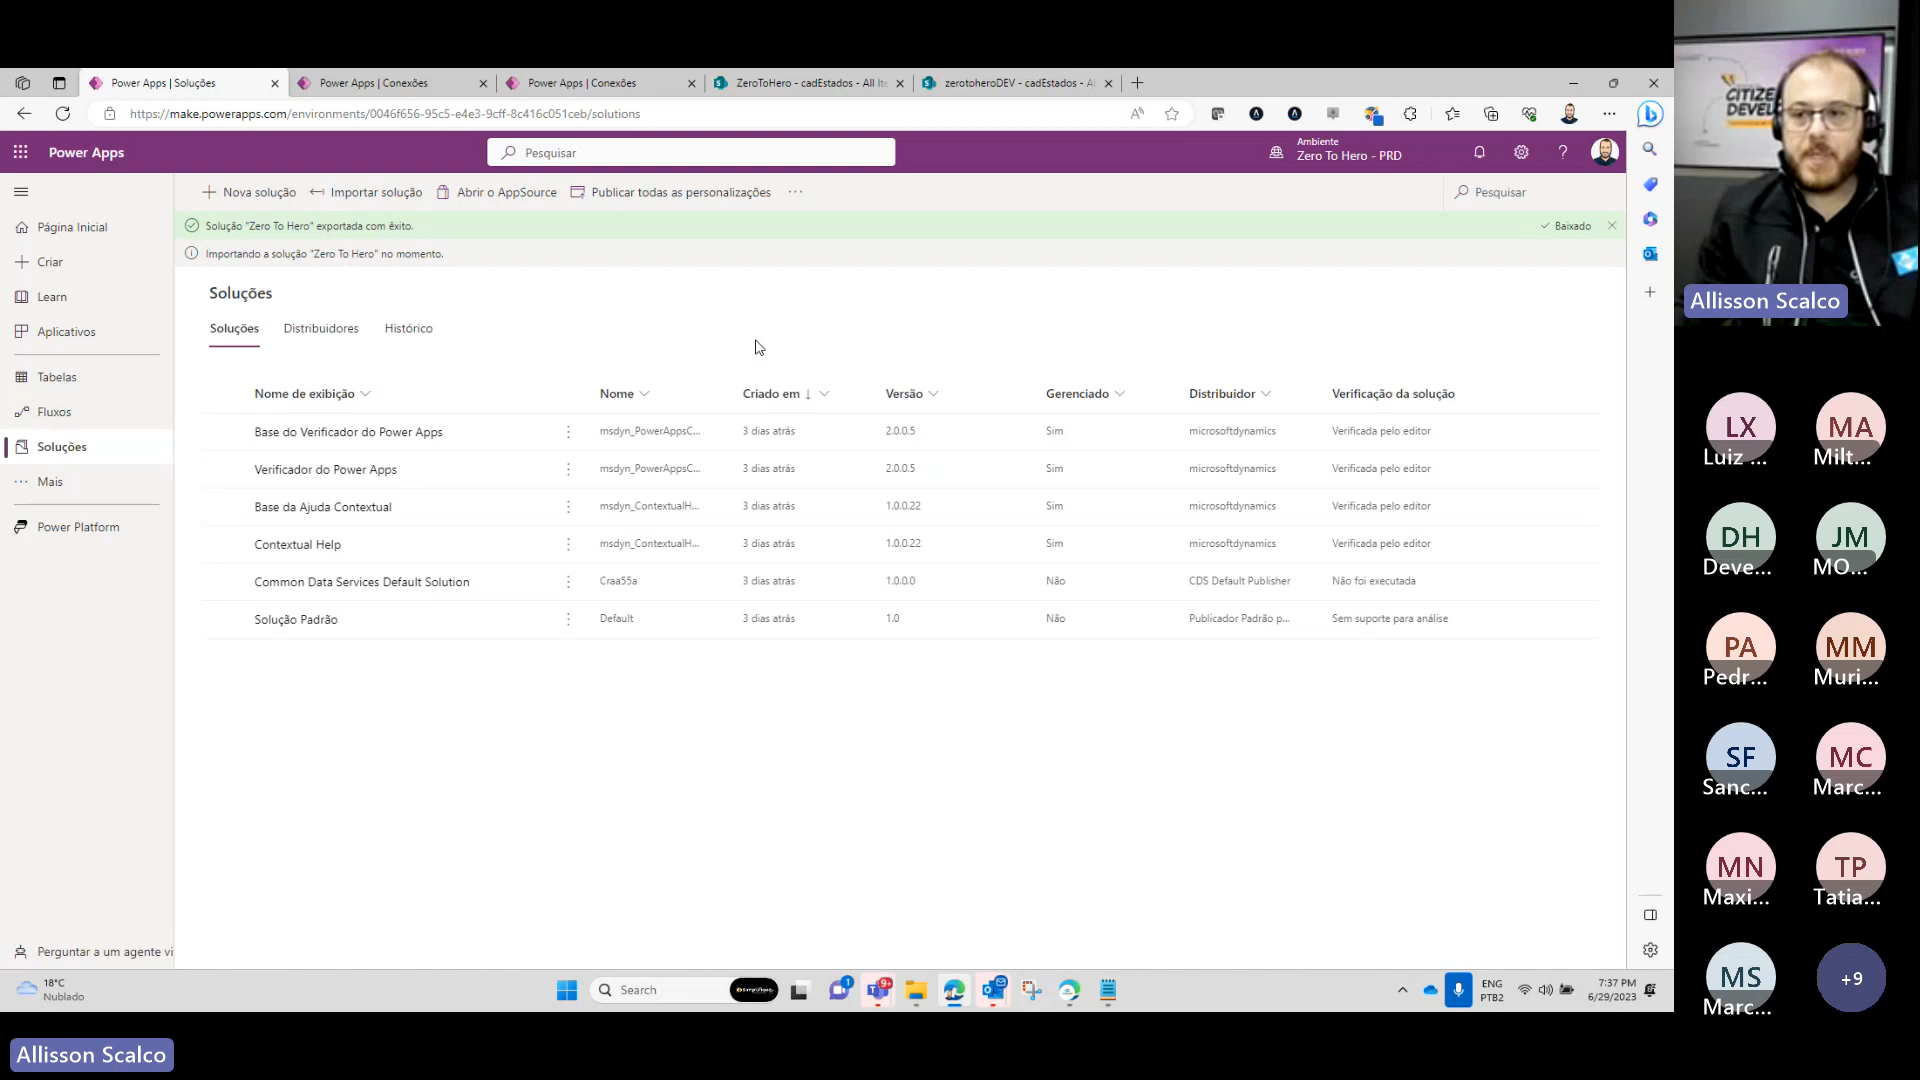 Power Apps | Soluções
Power Apps | Conexões
Power Apps | Conexões
ZeroToHero - cadEstados - All Ite
zerotoheroDEV - cadEstados - Al
https://make.powerapps.com/environments/0046f656-95c5-e4e3-9cff-8c416c051ceb/solutions
Power Apps
Pesquisar
Ambiente
Zero To Hero - PRD
Nova solução
Importar solução
Abrir o AppSource
Publicar todas as personalizações
Pesquisar
Solução "Zero To Hero" exportada com êxito.
Baixado
Importando a solução "Zero To Hero" no momento.
Página Inicial
Criar
Learn
Aplicativos
Tabelas
Fluxos
Soluções
Mais
Power Platform
Perguntar a um agente vi
Soluções
Soluções Distribuidores Histórico
Nome de exibição Nome Criado em Versão Gerenciado Distribuidor Verificação da solução
Base do Verificador do Power Apps msdyn_PowerAppsC... 3 dias atrás 2.0.0.5 Sim microsoftdynamics Verificada pelo editor
Verificador do Power Apps msdyn_PowerAppsC... 3 dias atrás 2.0.0.5 Sim microsoftdynamics Verificada pelo editor
Base da Ajuda Contextual msdyn_ContextualH... 3 dias atrás 1.0.0.22 Sim microsoftdynamics Verificada pelo editor
Contextual Help msdyn_ContextualH... 3 dias atrás 1.0.0.22 Sim microsoftdynamics Verificada pelo editor
Common Data Services Default Solution Craa55a 3 dias atrás 1.0.0.0 Não CDS Default Publisher Não foi executada
Solução Padrão Default 3 dias atrás 1.0 Não Publicador Padrão p... Sem suporte para análise
18°C
Nublado
Search
1
9+
ENG
PTB2
7:37 PM
6/29/2023
Allisson Scalco
LX
Luiz ...
MA
Milt...
DH
Deve...
JM
MO...
PA
Pedr...
MM
Muri...
SF
Sanc...
MC
Marc...
MN
Maxi...
TP
Tatia...
MS
Marc...
+9
Allisson Scalco